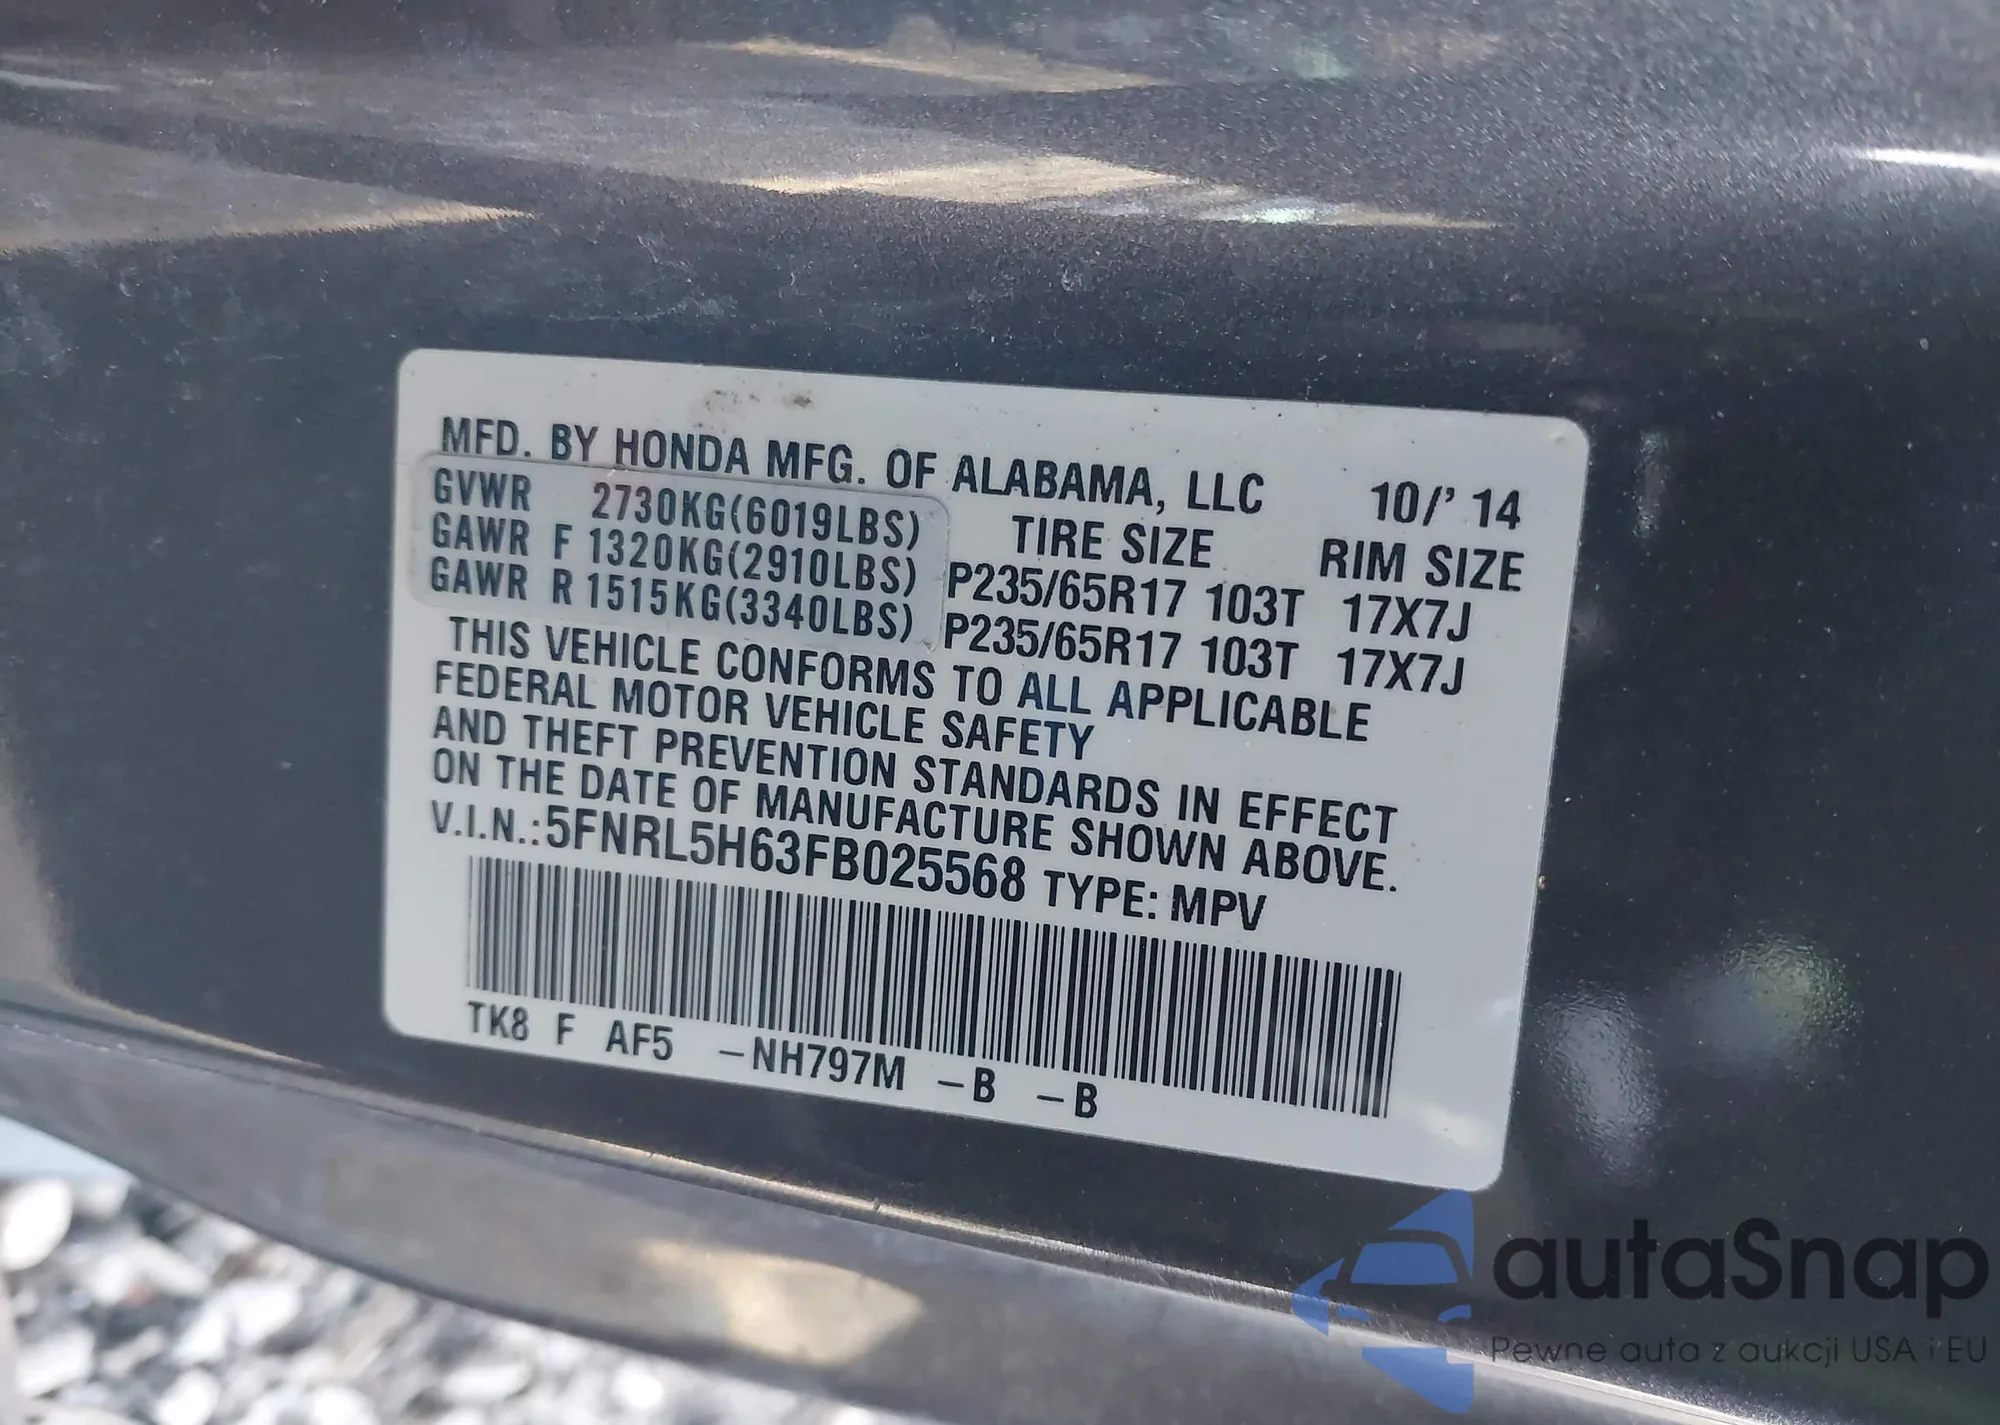 MFD. BY HONDA MFG. OF ALABAMA, LLC 10/' 14
GVWR 2730KG(6019LBS) TIRE SIZE RIM SIZE
GAWR F 1320KG(2910LBS) P235/65R17 103T 17X7J
GAWR R 1515KG(3340LBS) P235/65R17 103T 17X7J
THIS VEHICLE CONFORMS TO ALL APPLICABLE
FEDERAL MOTOR VEHICLE SAFETY
AND THEFT PREVENTION STANDARDS IN EFFECT
ON THE DATE OF MANUFACTURE SHOWN ABOVE.
V.I.N.:5FNRL5H63FB025568 TYPE: MPV
TK8 F AF5 -NH797M -B -B
autaSnap
Pewne auta z aukcji USA i EU